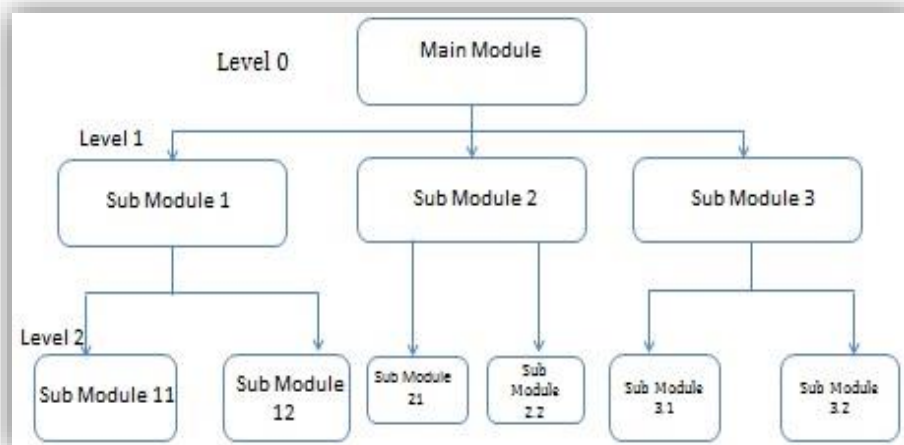 Main Module
Level 0
Level 1
Sub Module 1
Sub Module 2
Sub Module 3
Level 2
Sub Module 11
Sub Module
12
Sub Module
21
Sub
Module
2.2
Sub Module
3.1
Sub Module
3.2